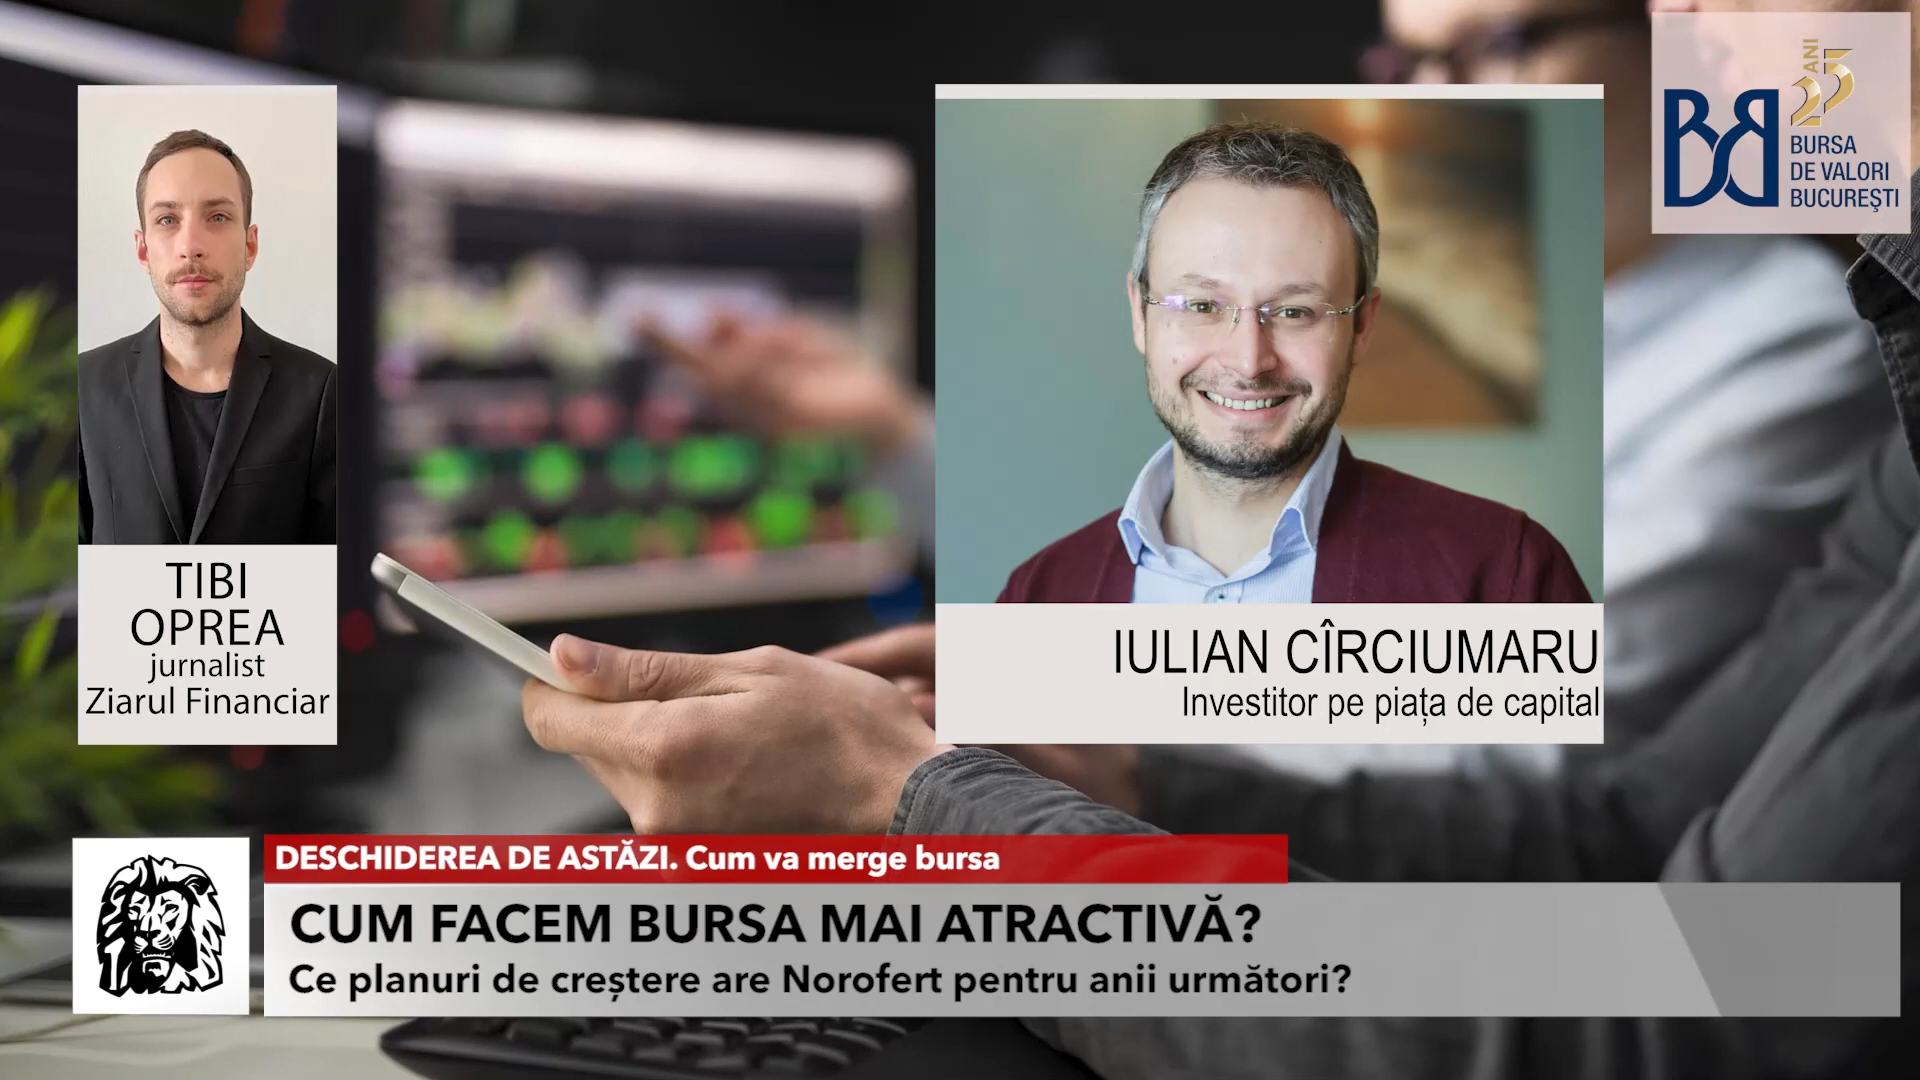 25 ANI
BURSA
DE VALORI
BUCUREŞTI
TIBI
OPREA
jurnalist
Ziarul Financiar
IULIAN CÎRCIUMARU
Investitor pe piața de capital
DESCHIDEREA DE ASTĂZI. Cum va merge bursa
CUM FACEM BURSA MAI ATRACTIVĂ?
Ce planuri de creștere are Norofert pentru anii următori?